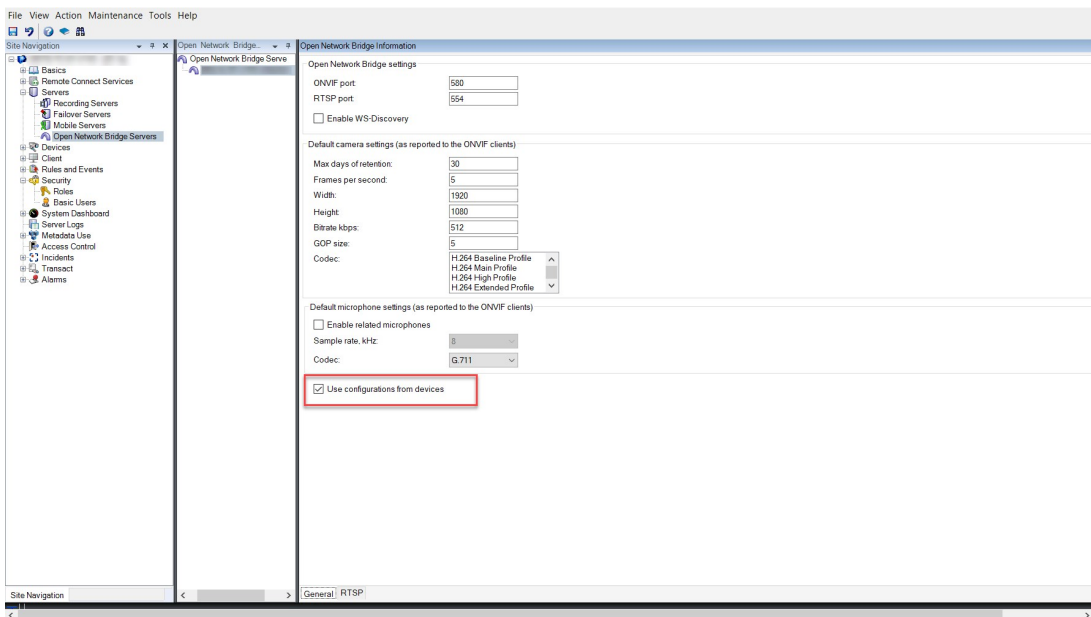 File View Action Maintenance Tools Help
Site Navigation
Basics
Remote Connect Services
Servers
Recording Servers
Failover Servers
Mobile Servers
Open Network Bridge Servers
Devices
Client
Rules and Events
Security
Roles
Basic Users
System Dashboard
Server Logs
Metadata Use
Access Control
Incidents
Transact
Alarms
Site Navigation
Open Network Bridge...
Open Network Bridge Serve
Open Network Bridge Information
Open Network Bridge settings
ONVIF port: 580
RTSP port: 554
Enable WS-Discovery
Default camera settings (as reported to the ONVIF clients)
Max days of retention: 30
Frames per second: 5
Width: 1920
Height: 1080
Bitrate kbps: 512
GOP size: 5
Codec: H.264 Baseline Profile
H.264 Main Profile
H.264 High Profile
H.264 Extended Profile
Default microphone settings (as reported to the ONVIF clients)
Enable related microphones
Sample rate, kHz: 8
Codec: G.711
Use configurations from devices
General RTSP